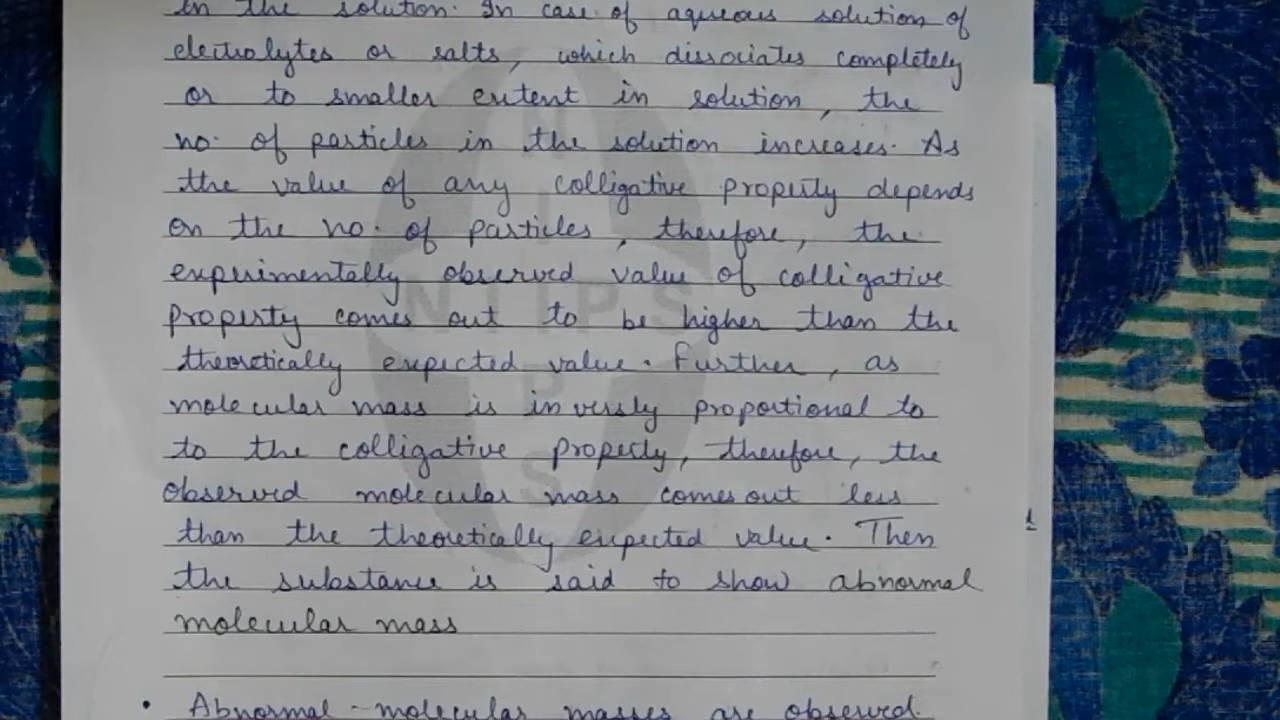 in the solution. In case of aqueous solution of
electrolytes or salts, which dissociates completely
or to smaller extent in solution, the
no. of particles in the solution increases. As
the value of any colligative property depends
on the no. of particles, therefore, the
experimentally observed value of colligative
property comes out to be higher than the
theoretically expected value. Further, as
molecular mass is inversly proportional to
to the colligative property, therefore, the
observed molecular mass comes out less
than the theoretically expected value. Then
the substance is said to show abnormal
molecular mass
• Abnormal - molecular masses are observed.
NIIPS
NIPS